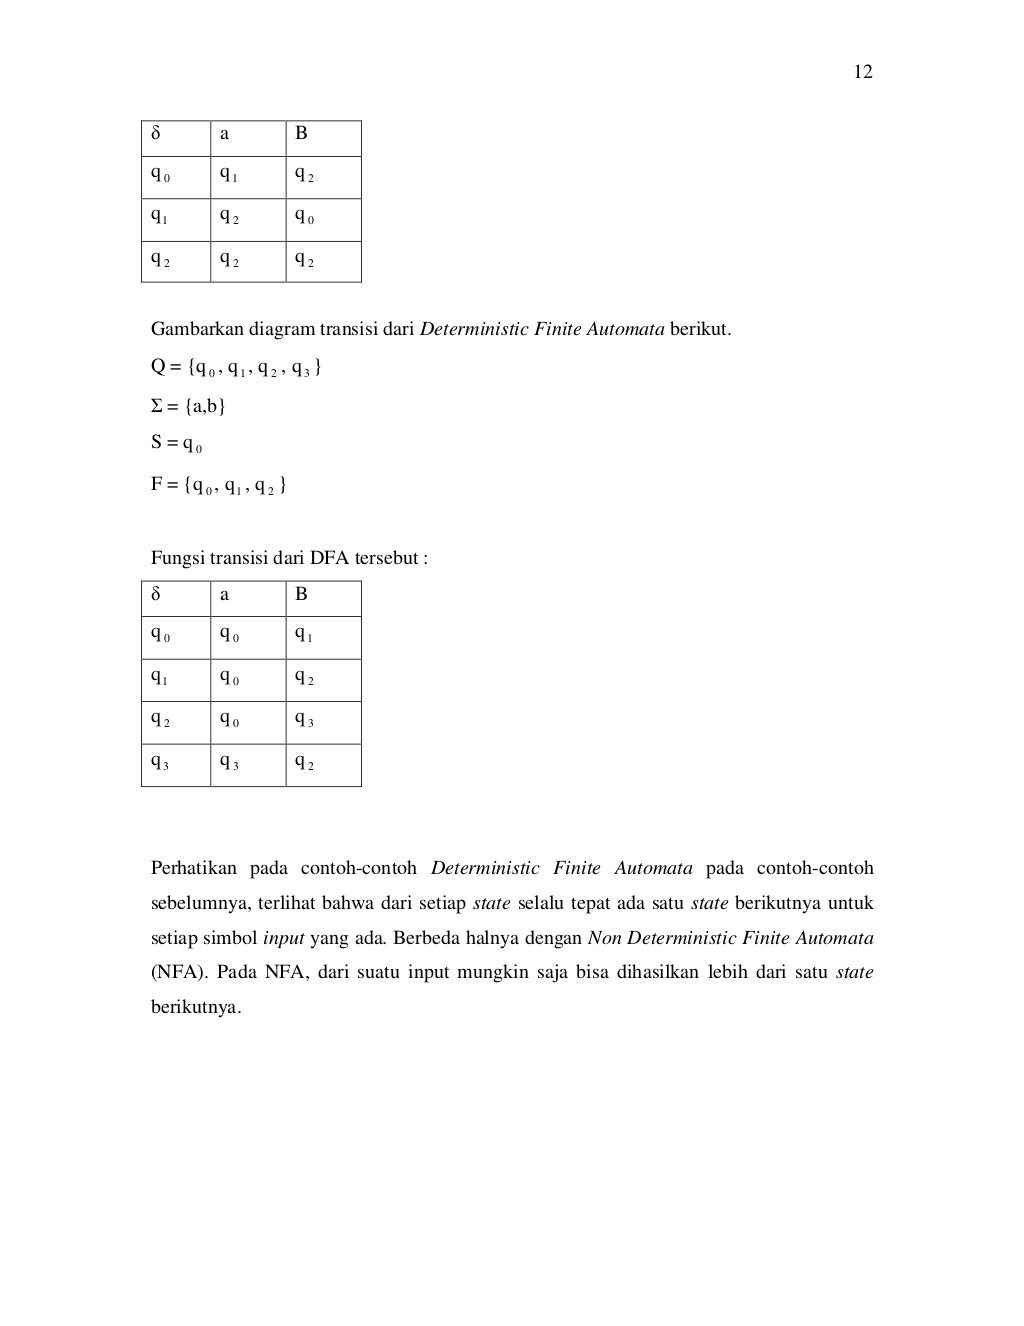 12
δ a B
q₀ q₁ q₂
q₁ q₂ q₀
q₂ q₂ q₂
Gambarkan diagram transisi dari Deterministic Finite Automata berikut.
Q = {q₀, q₁, q₂, q₃}
Σ = {a,b}
S = q₀
F = {q₀, q₁, q₂}
Fungsi transisi dari DFA tersebut :
δ a B
q₀ q₀ q₁
q₁ q₀ q₂
q₂ q₀ q₃
q₃ q₃ q₂
Perhatikan pada contoh-contoh Deterministic Finite Automata pada contoh-contoh
sebelumnya, terlihat bahwa dari setiap state selalu tepat ada satu state berikutnya untuk
setiap simbol input yang ada. Berbeda halnya dengan Non Deterministic Finite Automata
(NFA). Pada NFA, dari suatu input mungkin saja bisa dihasilkan lebih dari satu state
berikutnya.